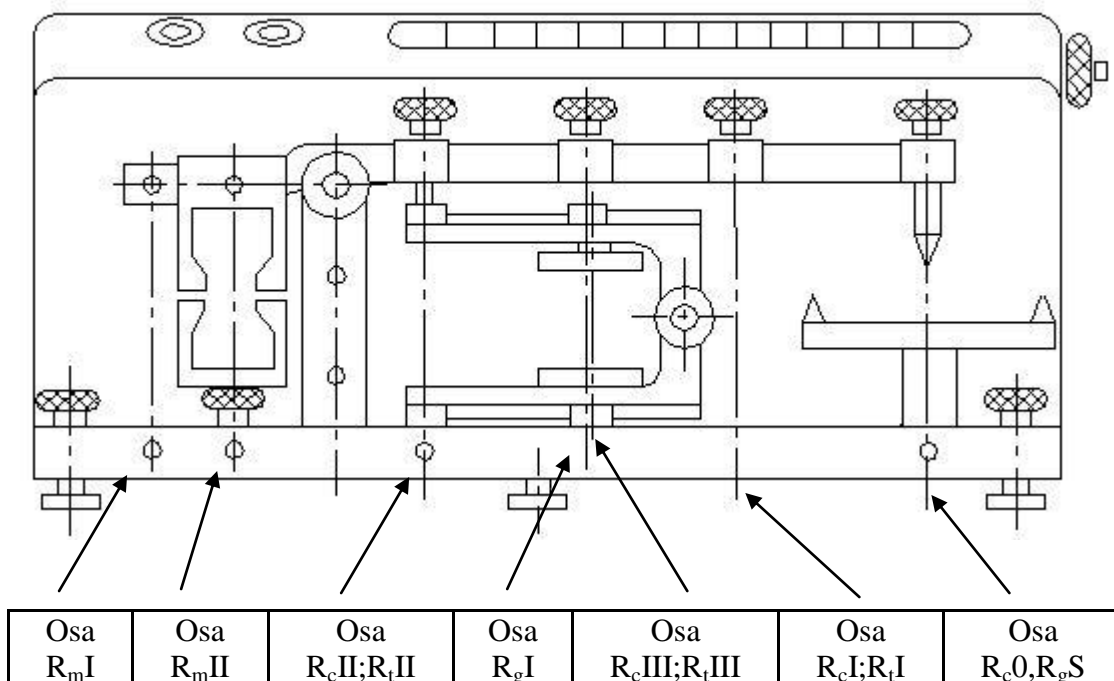 Osa Osa Osa Osa Osa Osa Osa
RmI RmII RcII;RtII RgI RcIII;RtIII RcI;RtI Rc0,RgS